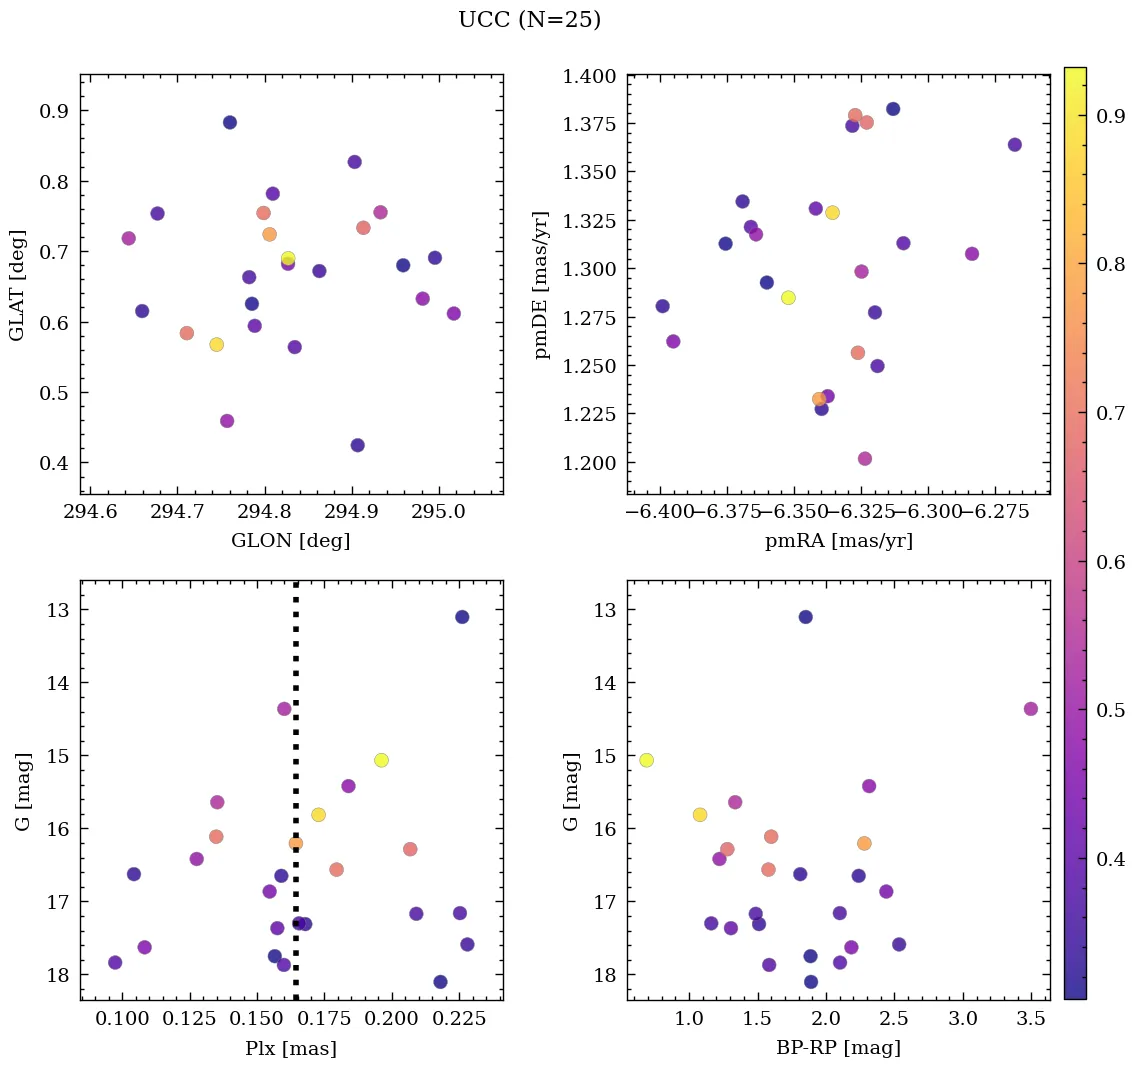 UCC (N=25)
0.9
0.8
0.7
0.6
0.5
0.4
GLAT [deg]
294.6 294.7 294.8 294.9 295.0
GLON [deg]
1.400
1.375
1.350
1.325
1.300
1.275
1.250
1.225
1.200
pmDE [mas/yr]
−6.400 −6.375 −6.350 −6.325 −6.300 −6.275
pmRA [mas/yr]
13
14
15
16
17
18
G [mag]
0.100 0.125 0.150 0.175 0.200 0.225
Plx [mas]
13
14
15
16
17
18
G [mag]
1.0 1.5 2.0 2.5 3.0 3.5
BP-RP [mag]
0.9
0.8
0.7
0.6
0.5
0.4